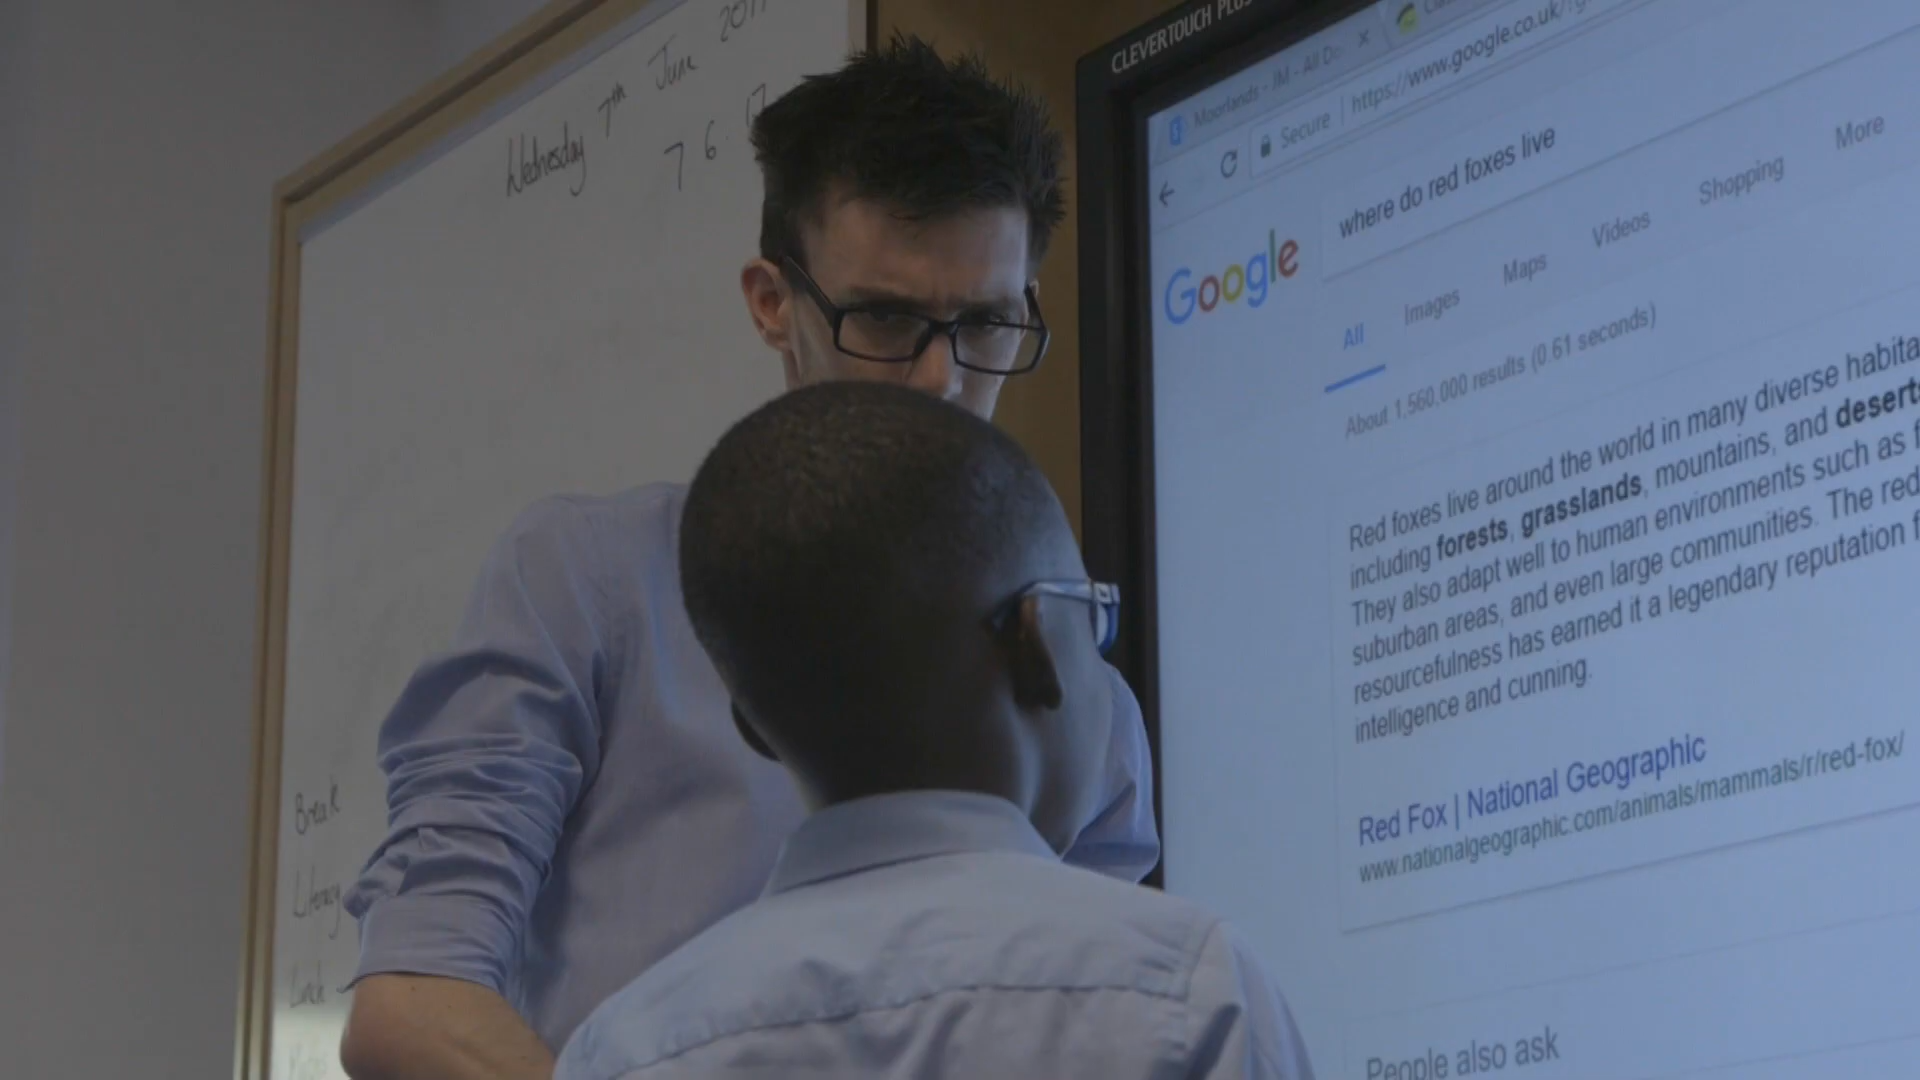 Wednesday 7th June 2017
7 6 17
Break
Literacy
Lunch
CLEVERTOUCH PLUS
Moorlands - JM - All Do
Secure
https://www.google.co.uk/?g
Google
where do red foxes live
All Images Maps Videos Shopping More
About 1,560,000 results (0.61 seconds)
Red foxes live around the world in many diverse habita
including forests, grasslands, mountains, and deserts
They also adapt well to human environments such as f
suburban areas, and even large communities. The red
resourcefulness has earned it a legendary reputation f
intelligence and cunning.
Red Fox | National Geographic
www.nationalgeographic.com/animals/mammals/r/red-fox/
People also ask